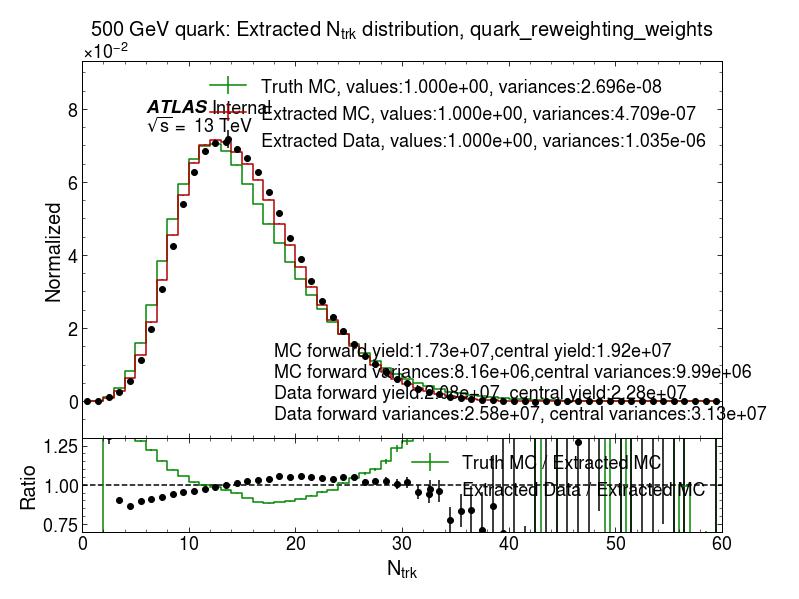 500 GeV quark: Extracted N_trk distribution, quark_reweighting_weights
×10⁻²
Truth MC, values:1.000e+00, variances:2.696e-08
ATLAS Internal
Extracted MC, values:1.000e+00, variances:4.709e-07
√s = 13 TeV
Extracted Data, values:1.000e+00, variances:1.035e-06
8
6
4
2
0
Normalized
MC forward yield:1.73e+07,central yield:1.92e+07
MC forward variances:8.16e+06,central variances:9.99e+06
Data forward yield:2.08e+07, central yield:2.28e+07
Data forward variances:2.58e+07, central variances:3.13e+07
1.25
1.00
0.75
Ratio
Truth MC / Extracted MC
Extracted Data / Extracted MC
0 10 20 30 40 50 60
N_trk